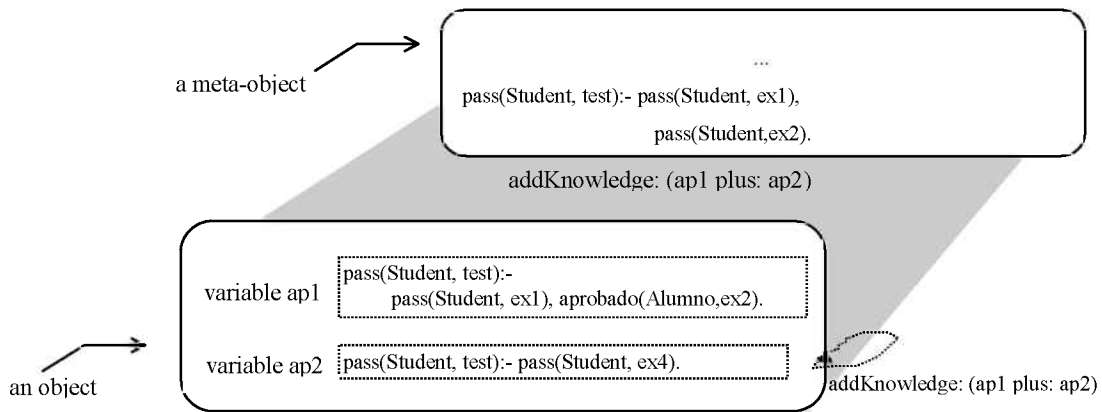 a meta-object
...
pass(Student, test):- pass(Student, ex1),
pass(Student,ex2).
addKnowledge: (ap1 plus: ap2)
variable ap1
pass(Student, test):-
pass(Student, ex1), aprobado(Alumno,ex2).
variable ap2
pass(Student, test):- pass(Student, ex4).
an object
addKnowledge: (ap1 plus: ap2)